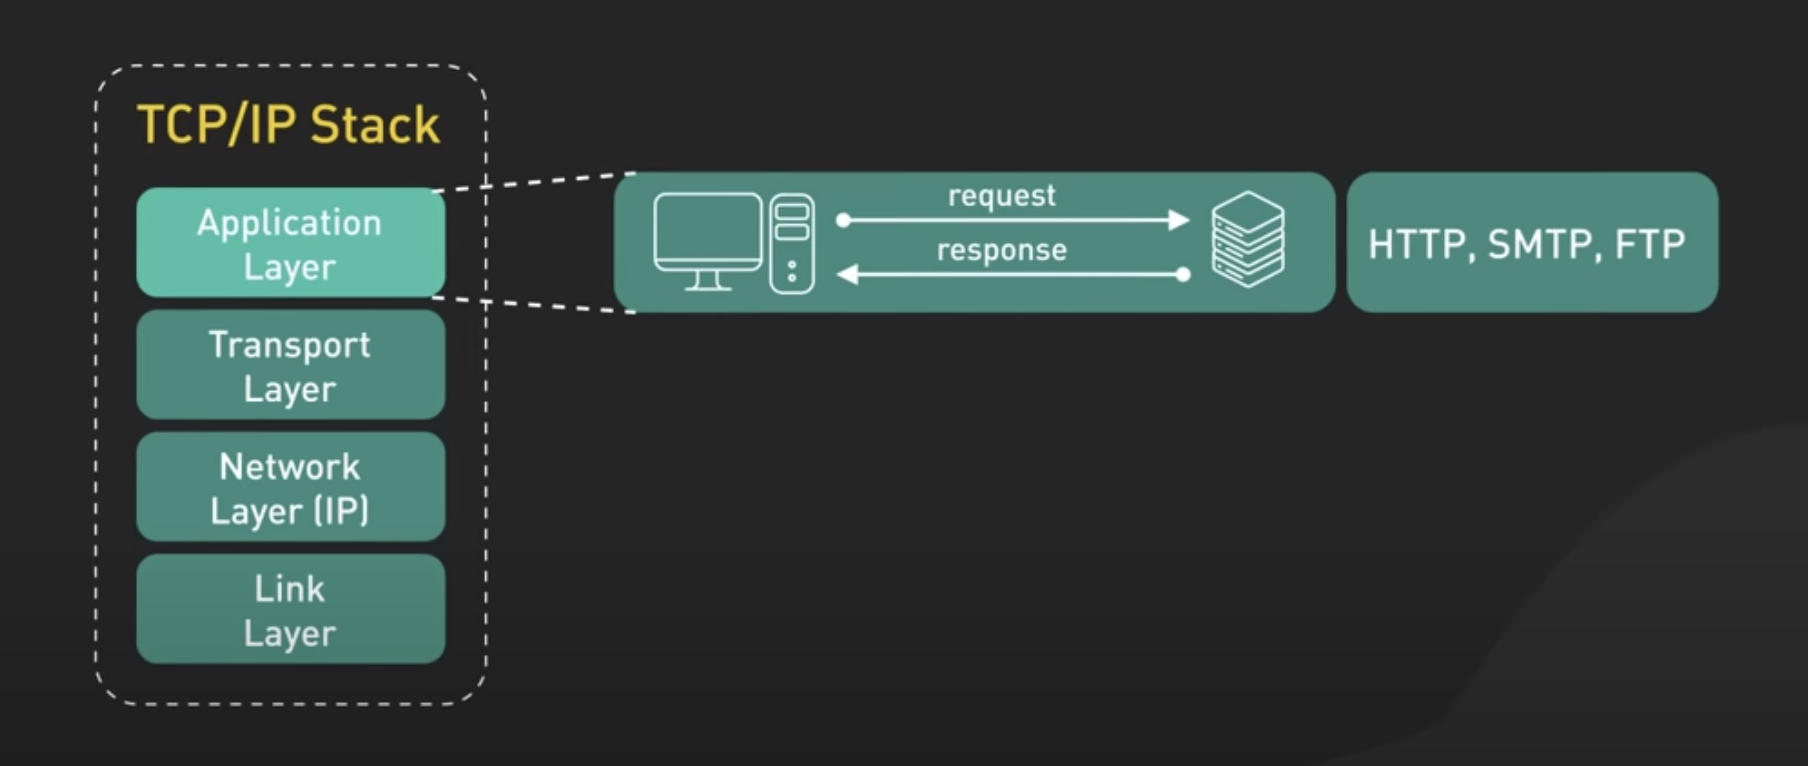 TCP/IP Stack
Application
Layer
Transport
Layer
Network
Layer (IP)
Link
Layer
request
response
HTTP, SMTP, FTP